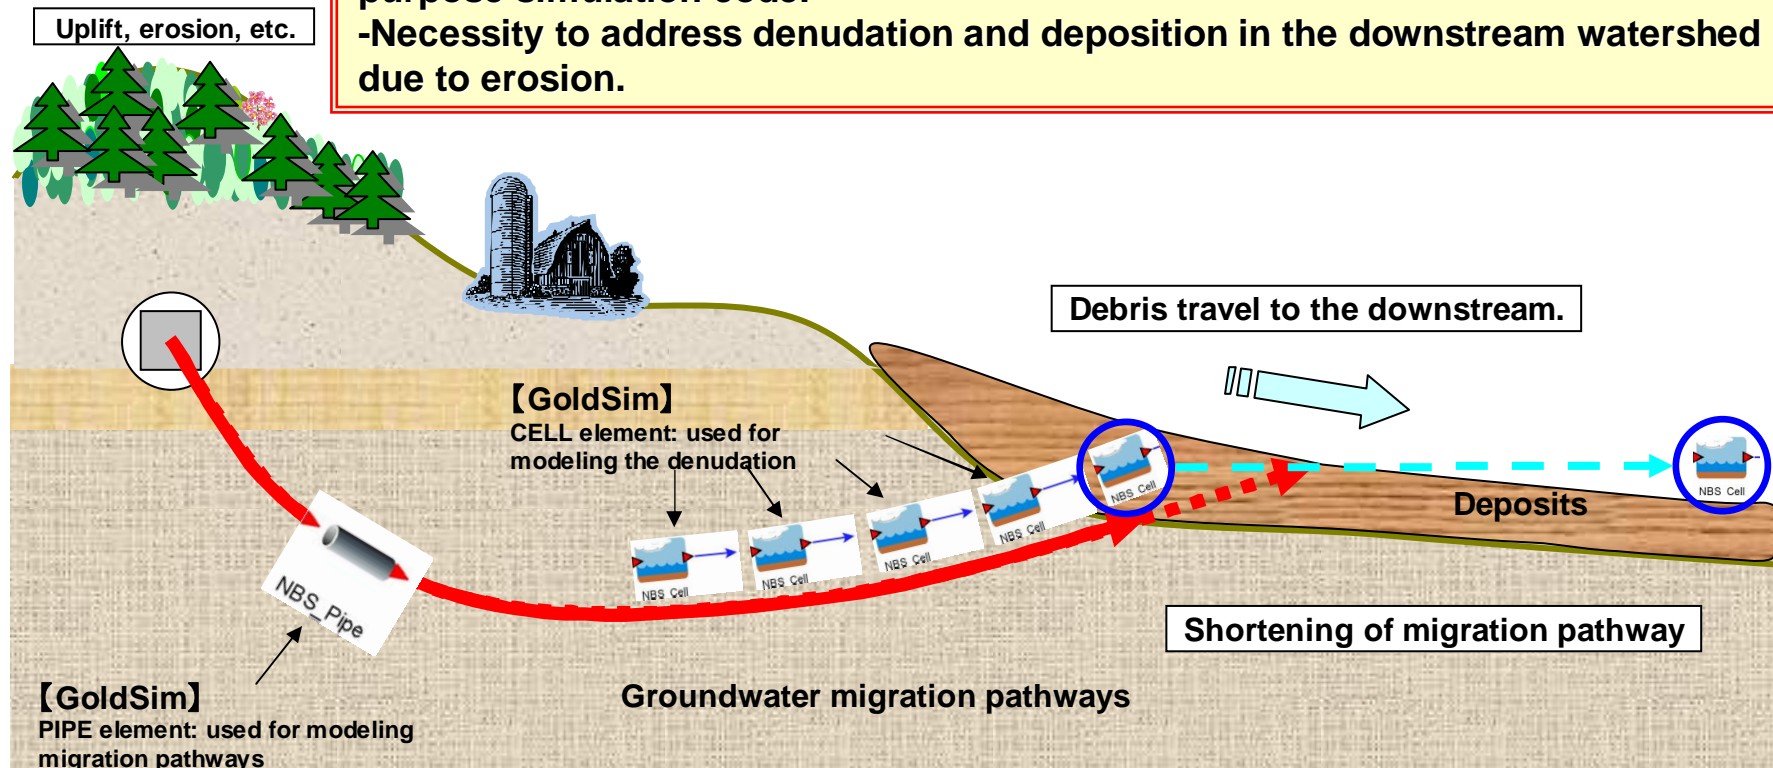 purpose simulation code.
-Necessity to address denudation and deposition in the downstream watershed
due to erosion.
Uplift, erosion, etc.
Debris travel to the downstream.
【GoldSim】
CELL element: used for
modeling the denudation
NBS Cell
NBS Cell
NBS Cell
NBS Cell
NBS Cell
NBS Cell
Deposits
NBS_Pipe
Shortening of migration pathway
Groundwater migration pathways
【GoldSim】
PIPE element: used for modeling
migration pathways